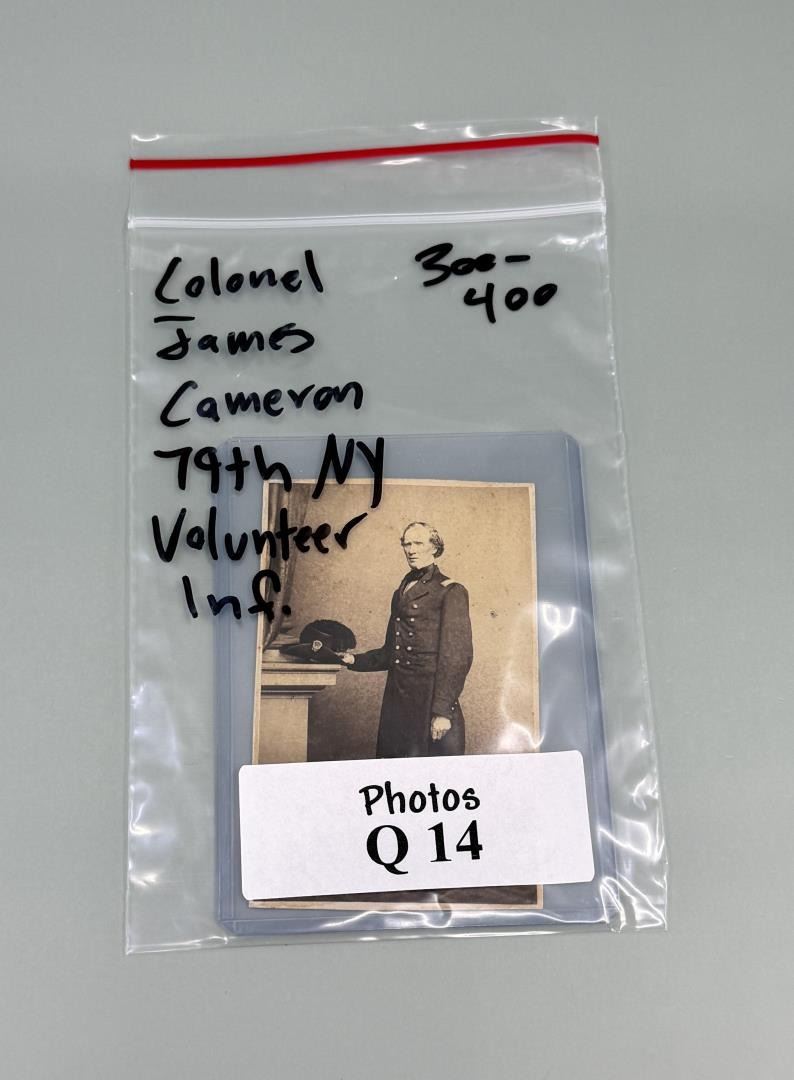 Colonel
James
Cameron
79th NY
Volunteer
Inf.
300-
400
Photos
Q 14